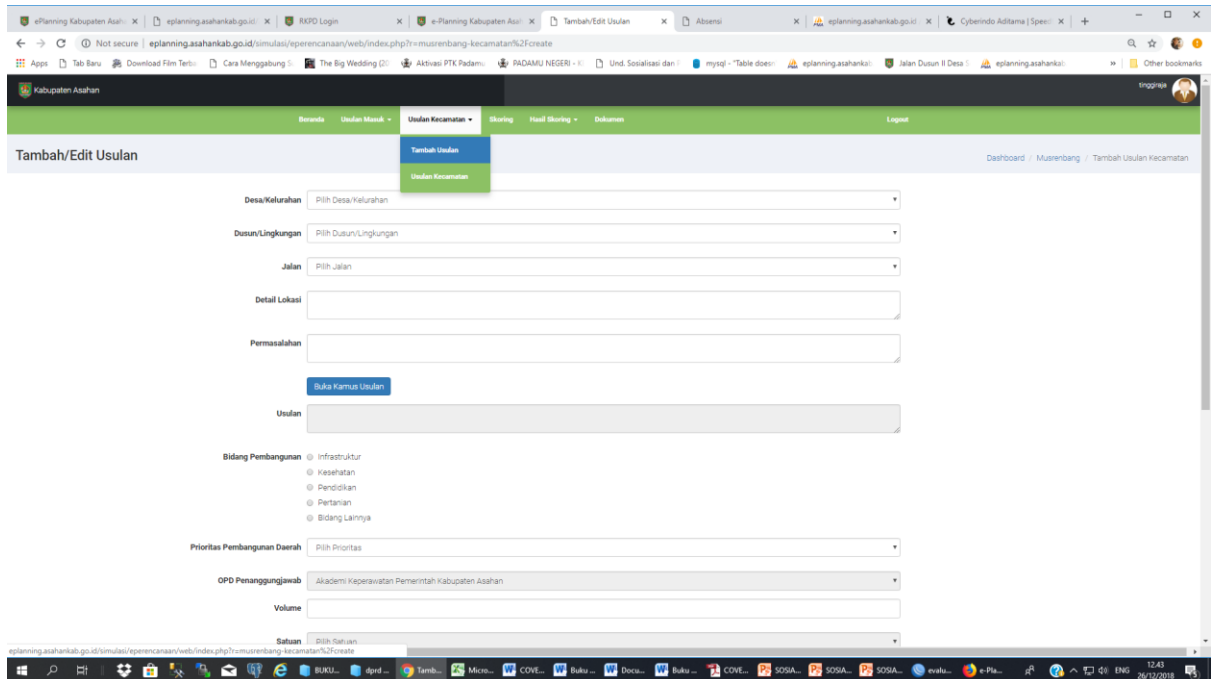 ePlanning Kabupaten Asah
eplanning.asahankab.go.id/
RKPD Login
e-Planning Kabupaten Asah
Tambah/Edit Usulan
Absensi
eplanning.asahankab.go.id
Cyberindo Aditama | Speed
Not secure | eplanning.asahankab.go.id/simulasi/eperencanaan/web/index.php?r=musrenbang-kecamatan%2Fcreate
Apps Tab Baru Download Film Terba Cara Menggabung S The Big Wedding (20 Aktivasi PTK Padamu PADAMU NEGERI - Und. Sosialisasi dan mysql - "Table doesn eplanning.asahankab Jalan Dusun II Desa S eplanning.asahankab » Other bookmarks
Kabupaten Asahan
tinggiraja
Beranda Usulan Masuk Usulan Kecamatan Skoring Hasil Skoring Dokumen Logout
Tambah Usulan
Usulan Kecamatan
Tambah/Edit Usulan
Dashboard / Musrenbang / Tambah Usulan Kecamatan
Desa/Kelurahan Pilih Desa/Kelurahan
Dusun/Lingkungan Pilih Dusun/Lingkungan
Jalan Pilih Jalan
Detail Lokasi
Permasalahan
Buka Kamus Usulan
Usulan
Bidang Pembangunan Infrastruktur
Kesehatan
Pendidikan
Pertanian
Bidang Lainnya
Prioritas Pembangunan Daerah Pilih Prioritas
OPD Penanggungjawab Akademi Keperawatan Pemerintah Kabupaten Asahan
Volume
Satuan Pilih Satuan
eplanning.asahankab.go.id/simulasi/eperencanaan/web/index.php?r=musrenbang-kecamatan%2Fcreate
BUKU... dprd ... Tamb... Micro... COVE... Buku ... Docu... Buku ... COVE... SOSIA... SOSIA... SOSIA... evalu... e-Pla... ENG 12.43
26/12/2018